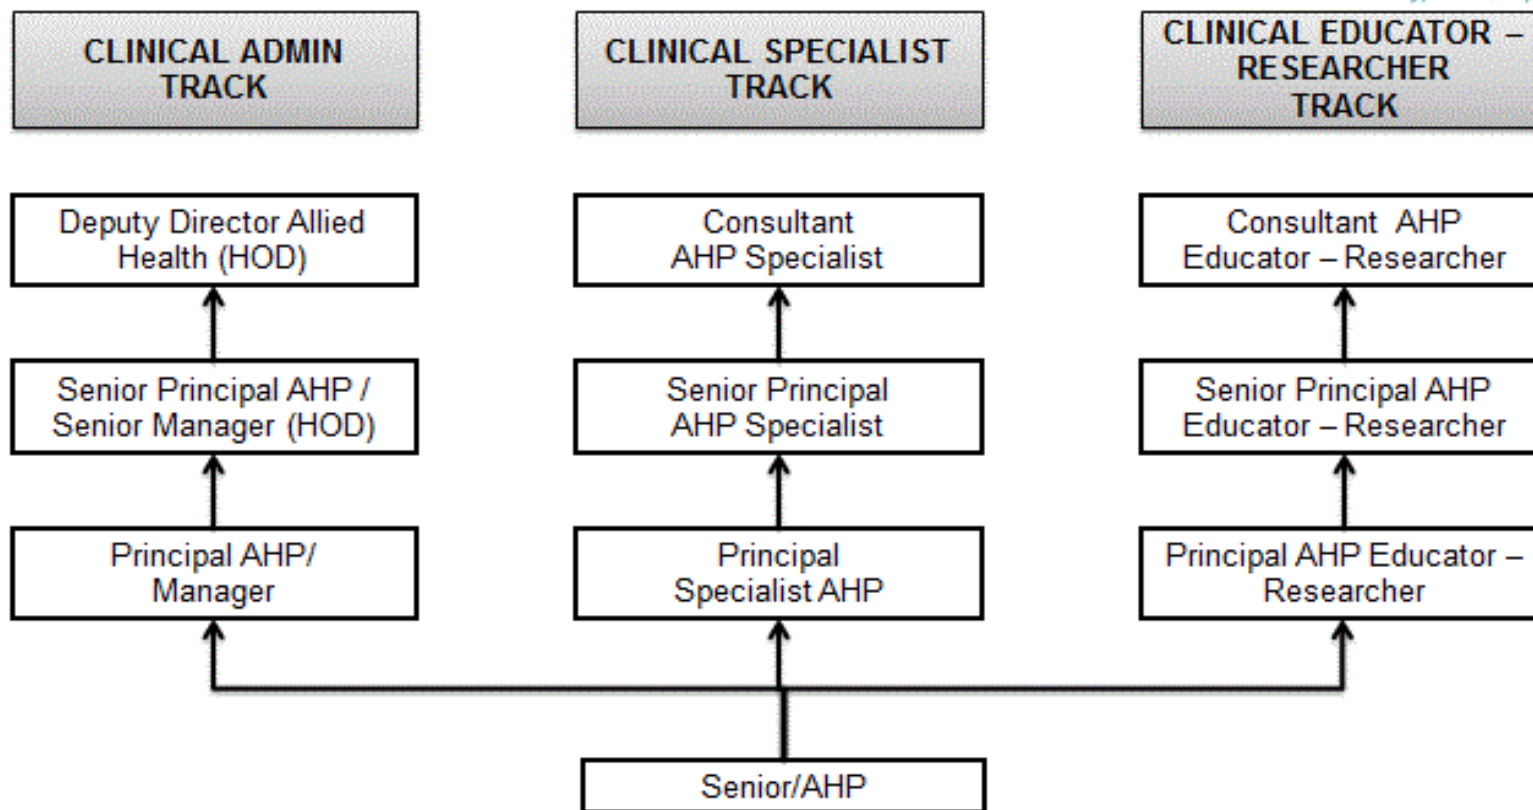 CLINICAL ADMIN
TRACK
CLINICAL SPECIALIST
TRACK
CLINICAL EDUCATOR –
RESEARCHER
TRACK
Deputy Director Allied
Health (HOD)
Consultant
AHP Specialist
Consultant AHP
Educator – Researcher
Senior Principal AHP /
Senior Manager (HOD)
Senior Principal
AHP Specialist
Senior Principal AHP
Educator – Researcher
Principal AHP/
Manager
Principal
Specialist AHP
Principal AHP Educator –
Researcher
Senior/AHP